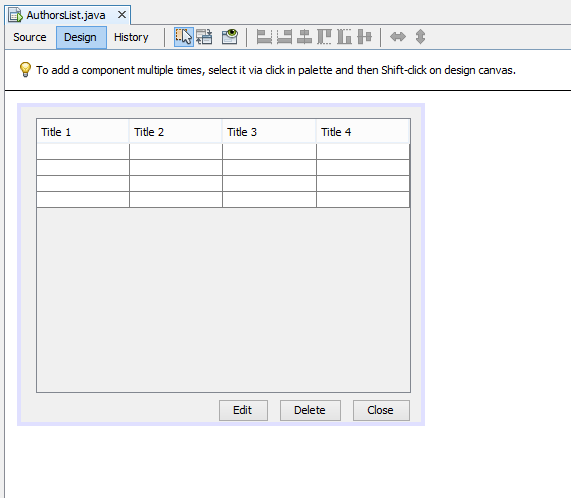 AuthorsList.java
Source Design History
To add a component multiple times, select it via click in palette and then Shift-click on design canvas.
Title 1 Title 2 Title 3 Title 4
Edit Delete Close